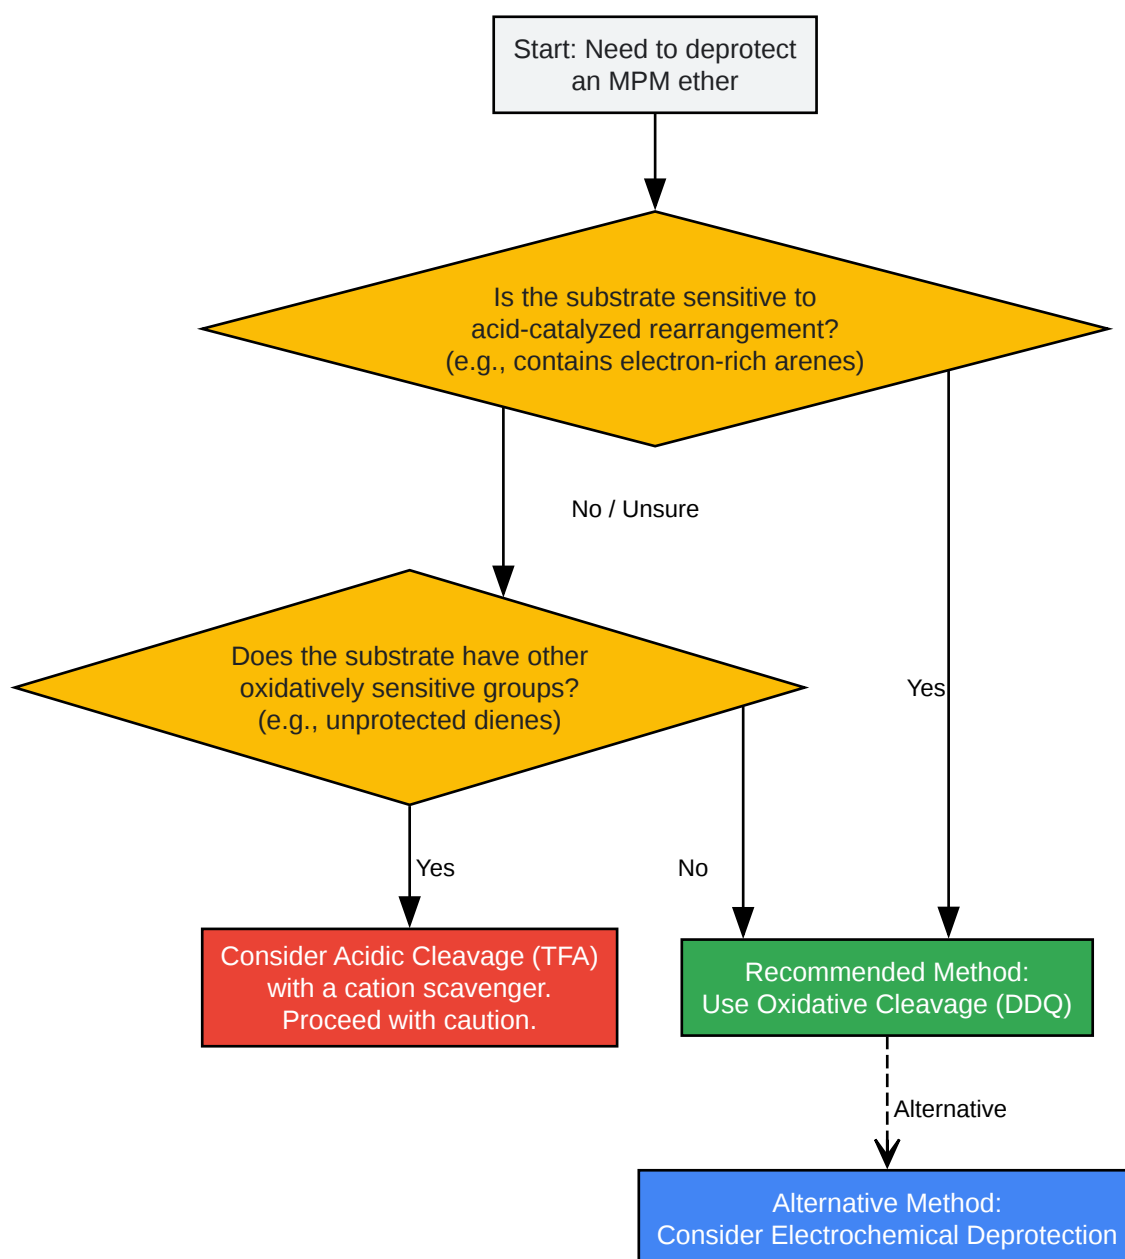 Start: Need to deprotect
an MPM ether
Is the substrate sensitive to
acid-catalyzed rearrangement?
(e.g., contains electron-rich arenes)
No / Unsure
Does the substrate have other
oxidatively sensitive groups?
(e.g., unprotected dienes)
Yes
Yes
No
Consider Acidic Cleavage (TFA)
with a cation scavenger.
Proceed with caution.
Recommended Method:
Use Oxidative Cleavage (DDQ)
Alternative
Alternative Method:
Consider Electrochemical Deprotection